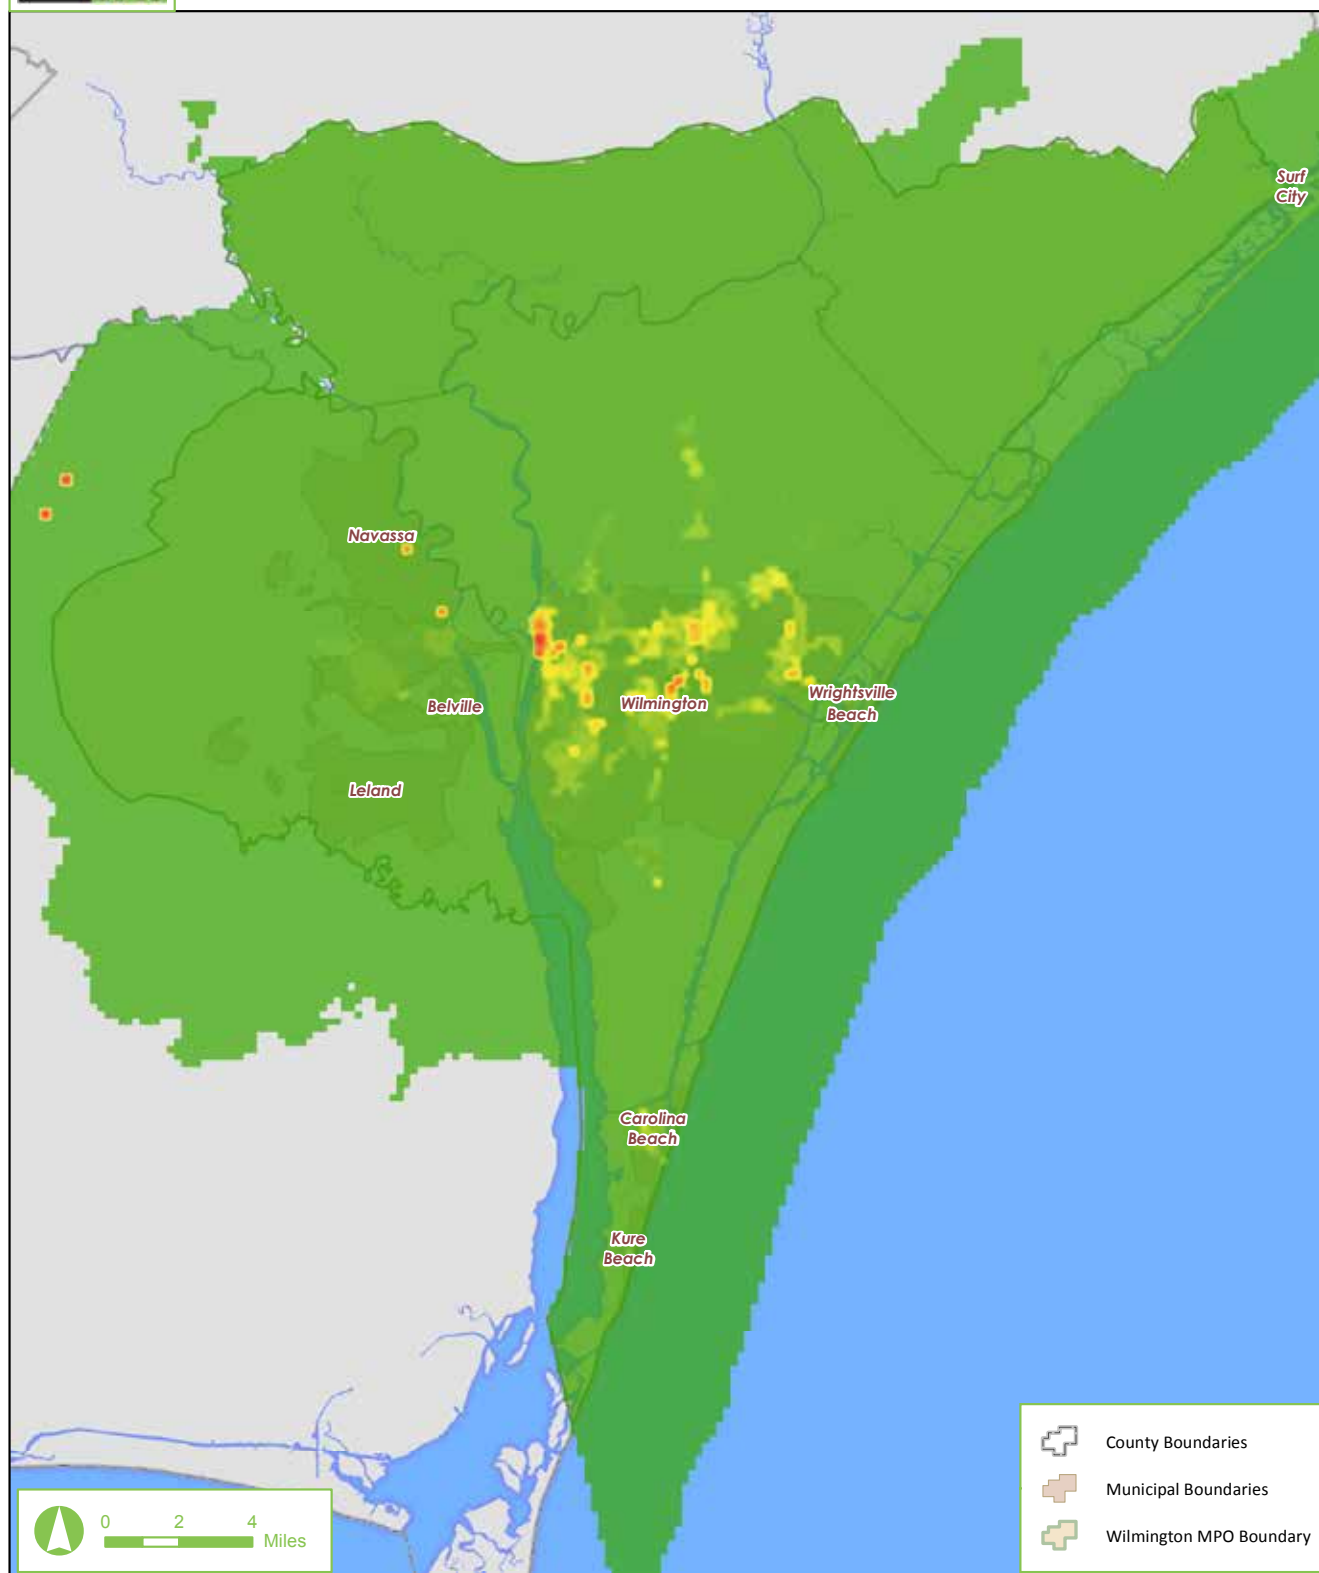 Surf
City
Navassa
Belville
Wilmington
Wrightsville
Beach
Leland
Carolina
Beach
Kure
Beach
0 2 4
Miles
County Boundaries
Municipal Boundaries
Wilmington MPO Boundary